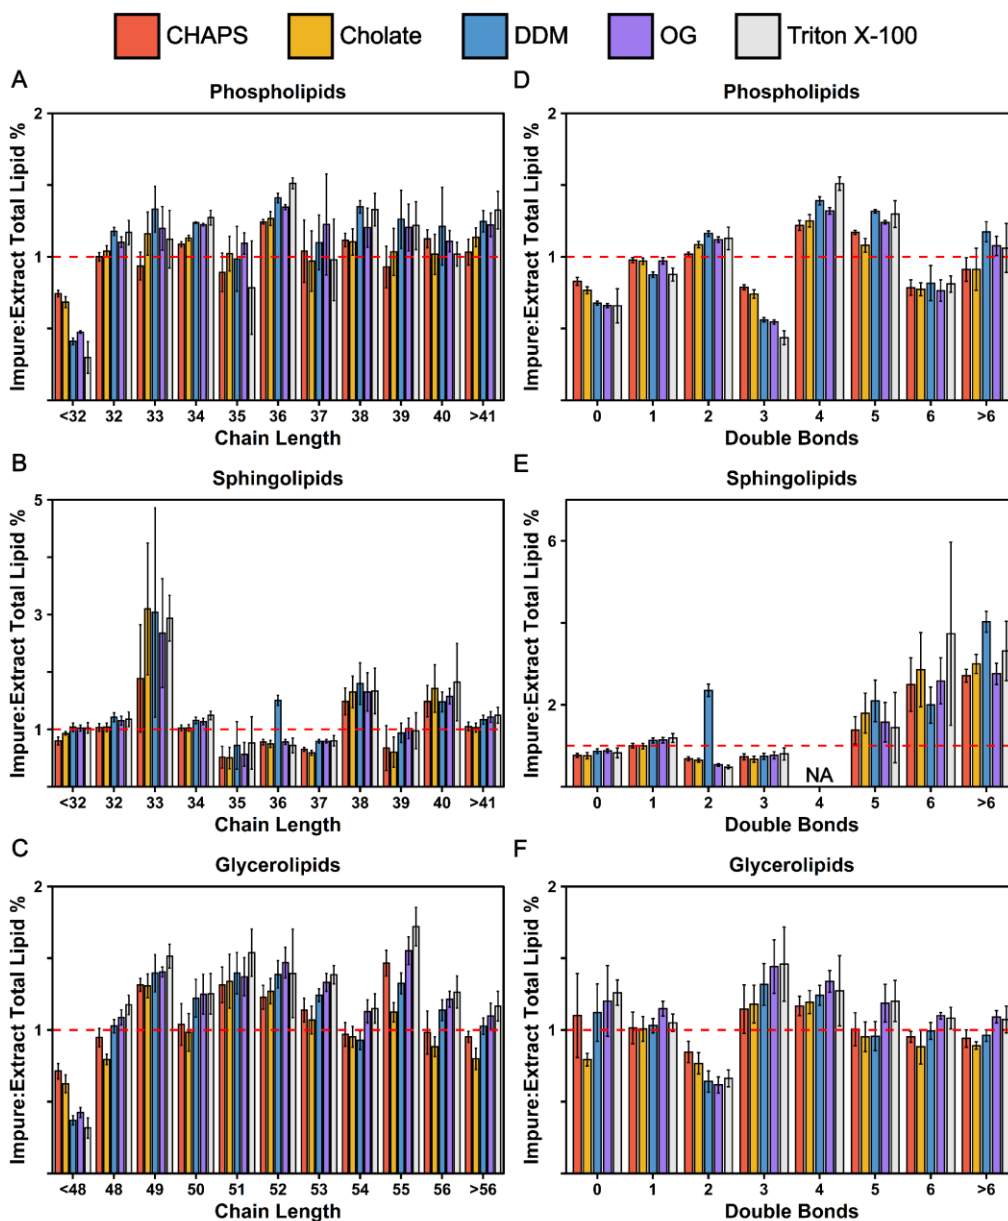 CHAPS Cholate DDM OG Triton X-100
A
Phospholipids
Impure:Extract Total Lipid %
2
1
<32 32 33 34 35 36 37 38 39 40 >41
Chain Length
D
Phospholipids
Impure:Extract Total Lipid %
2
1
0 1 2 3 4 5 6 >6
Double Bonds
B
Sphingolipids
Impure:Extract Total Lipid %
5
3
1
<32 32 33 34 35 36 37 38 39 40 >41
Chain Length
E
Sphingolipids
Impure:Extract Total Lipid %
6
2
NA
0 1 2 3 4 5 6 >6
Double Bonds
C
Glycerolipids
Impure:Extract Total Lipid %
2
1
<48 48 49 50 51 52 53 54 55 56 >56
Chain Length
F
Glycerolipids
Impure:Extract Total Lipid %
2
1
0 1 2 3 4 5 6 >6
Double Bonds